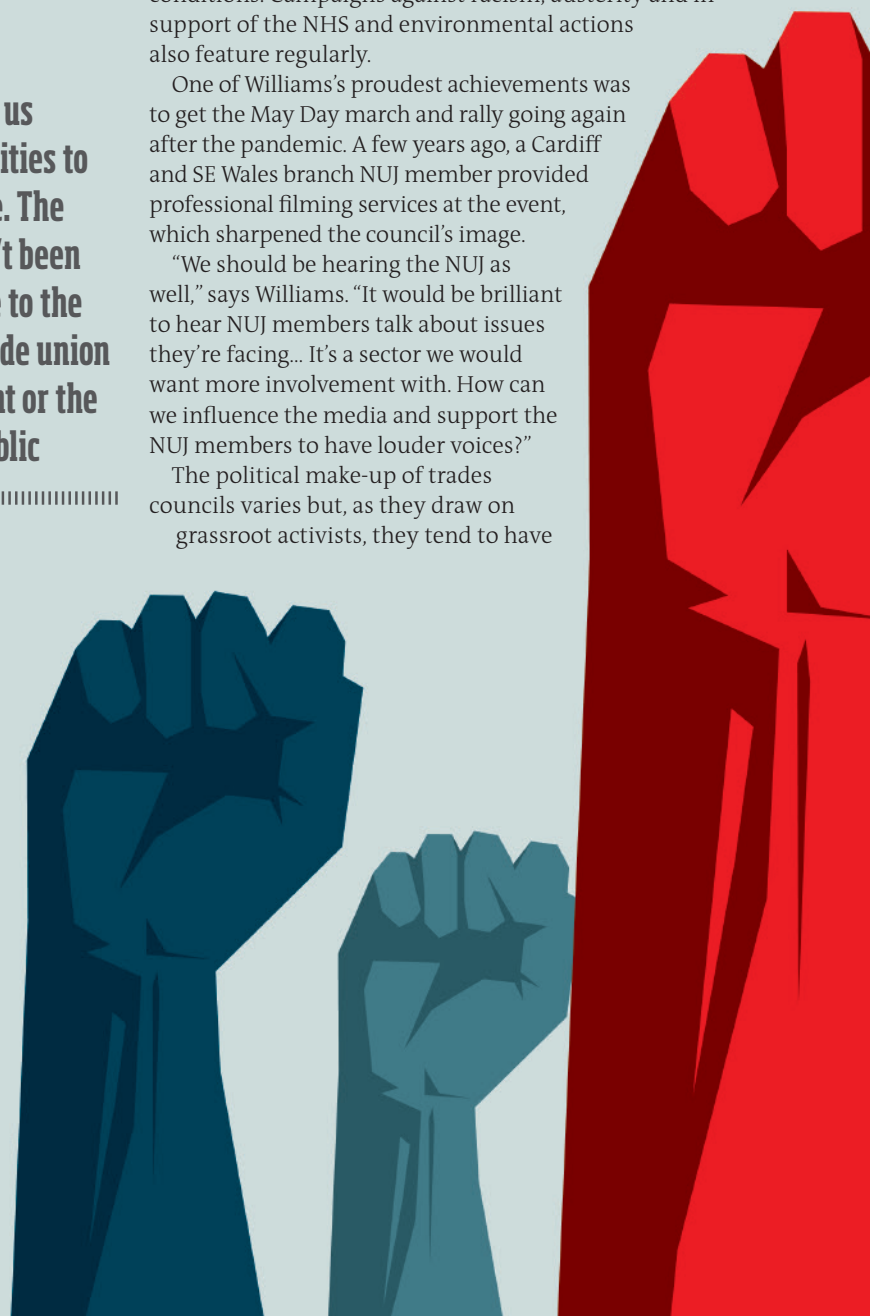 support of the NHS and environmental actions
also feature regularly.
One of Williams’s proudest achievements was
to get the May Day march and rally going again
after the pandemic. A few years ago, a Cardiff
and SE Wales branch NUJ member provided
professional filming services at the event,
which sharpened the council’s image.
“We should be hearing the NUJ as
well,” says Williams. “It would be brilliant
to hear NUJ members talk about issues
they’re facing... It’s a sector we would
want more involvement with. How can
we influence the media and support the
NUJ members to have louder voices?”
The political make-up of trades
councils varies but, as they draw on
grassroot activists, they tend to have
us
ities to
e. The
’t been
e to the
de union
nt or the
blic